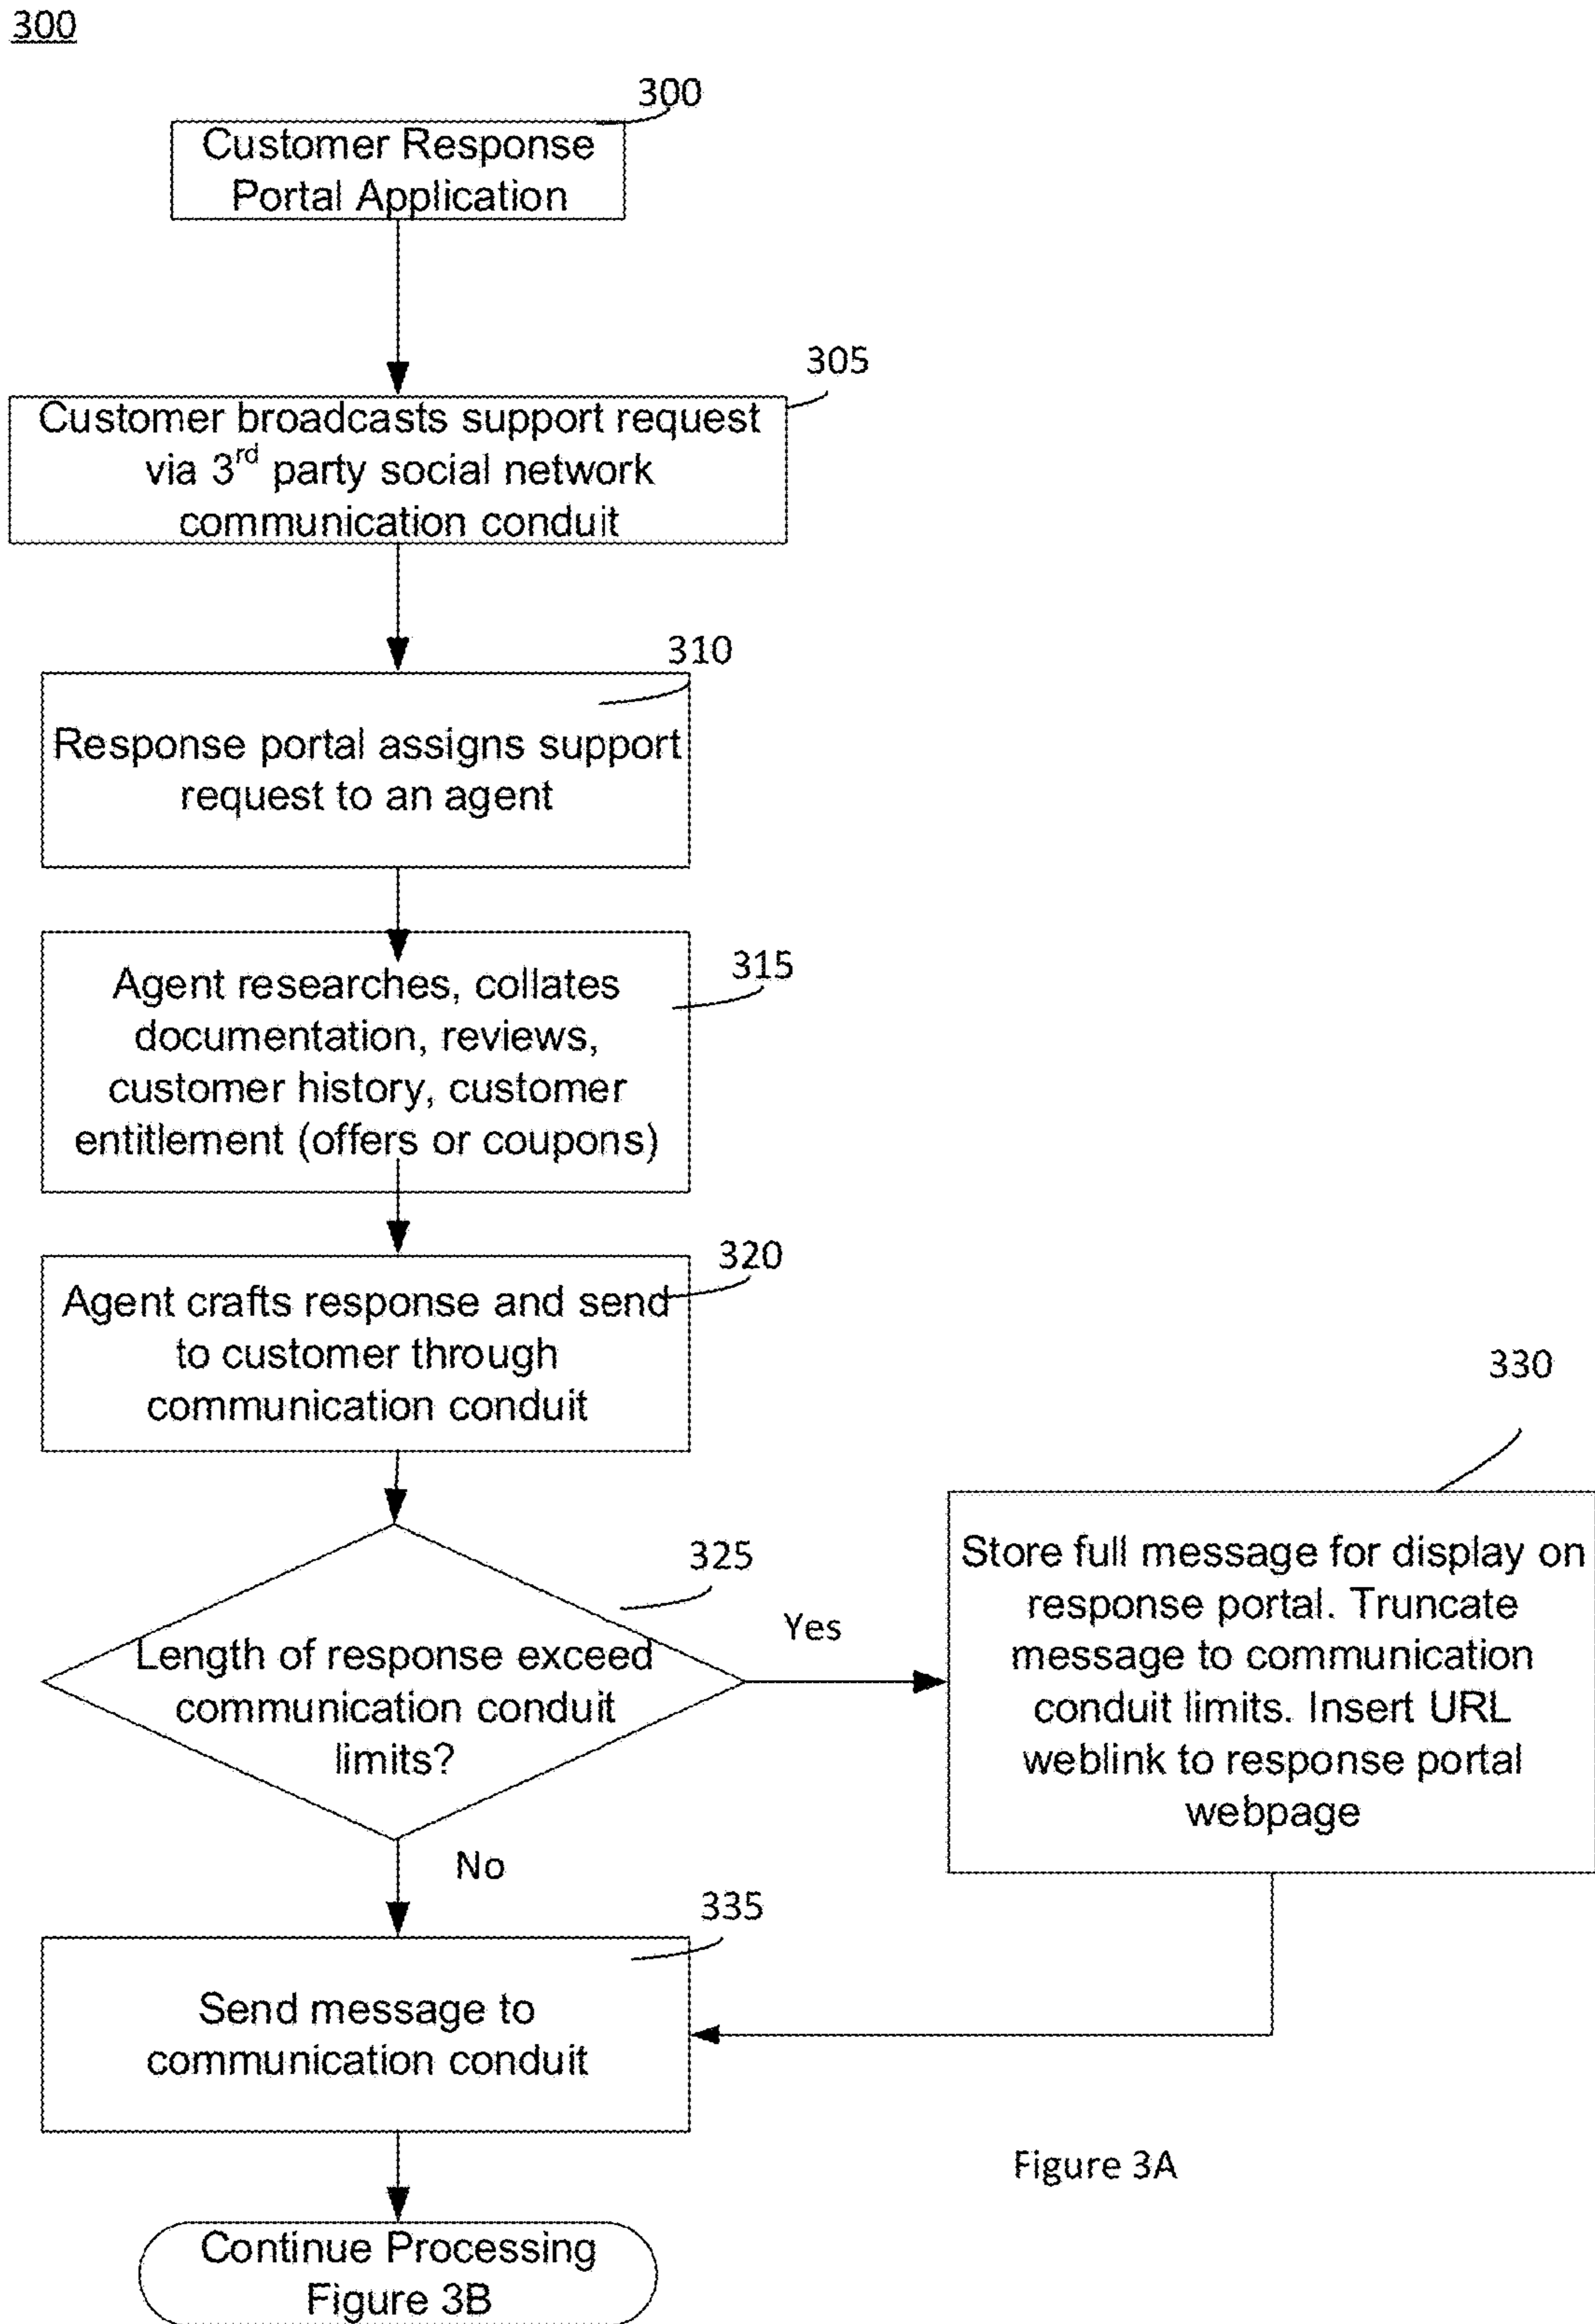 300
300
Customer Response
Portal Application
305
Customer broadcasts support request
via 3rd party social network
communication conduit
310
Response portal assigns support
request to an agent
315
Agent researches, collates
documentation, reviews,
customer history, customer
entitlement (offers or coupons)
320
Agent crafts response and send
to customer through
communication conduit
325
Length of response exceed
communication conduit
limits?
Yes
330
Store full message for display on
response portal. Truncate
message to communication
conduit limits. Insert URL
weblink to response portal
webpage
No
335
Send message to
communication conduit
Figure 3A
Continue Processing
Figure 3B